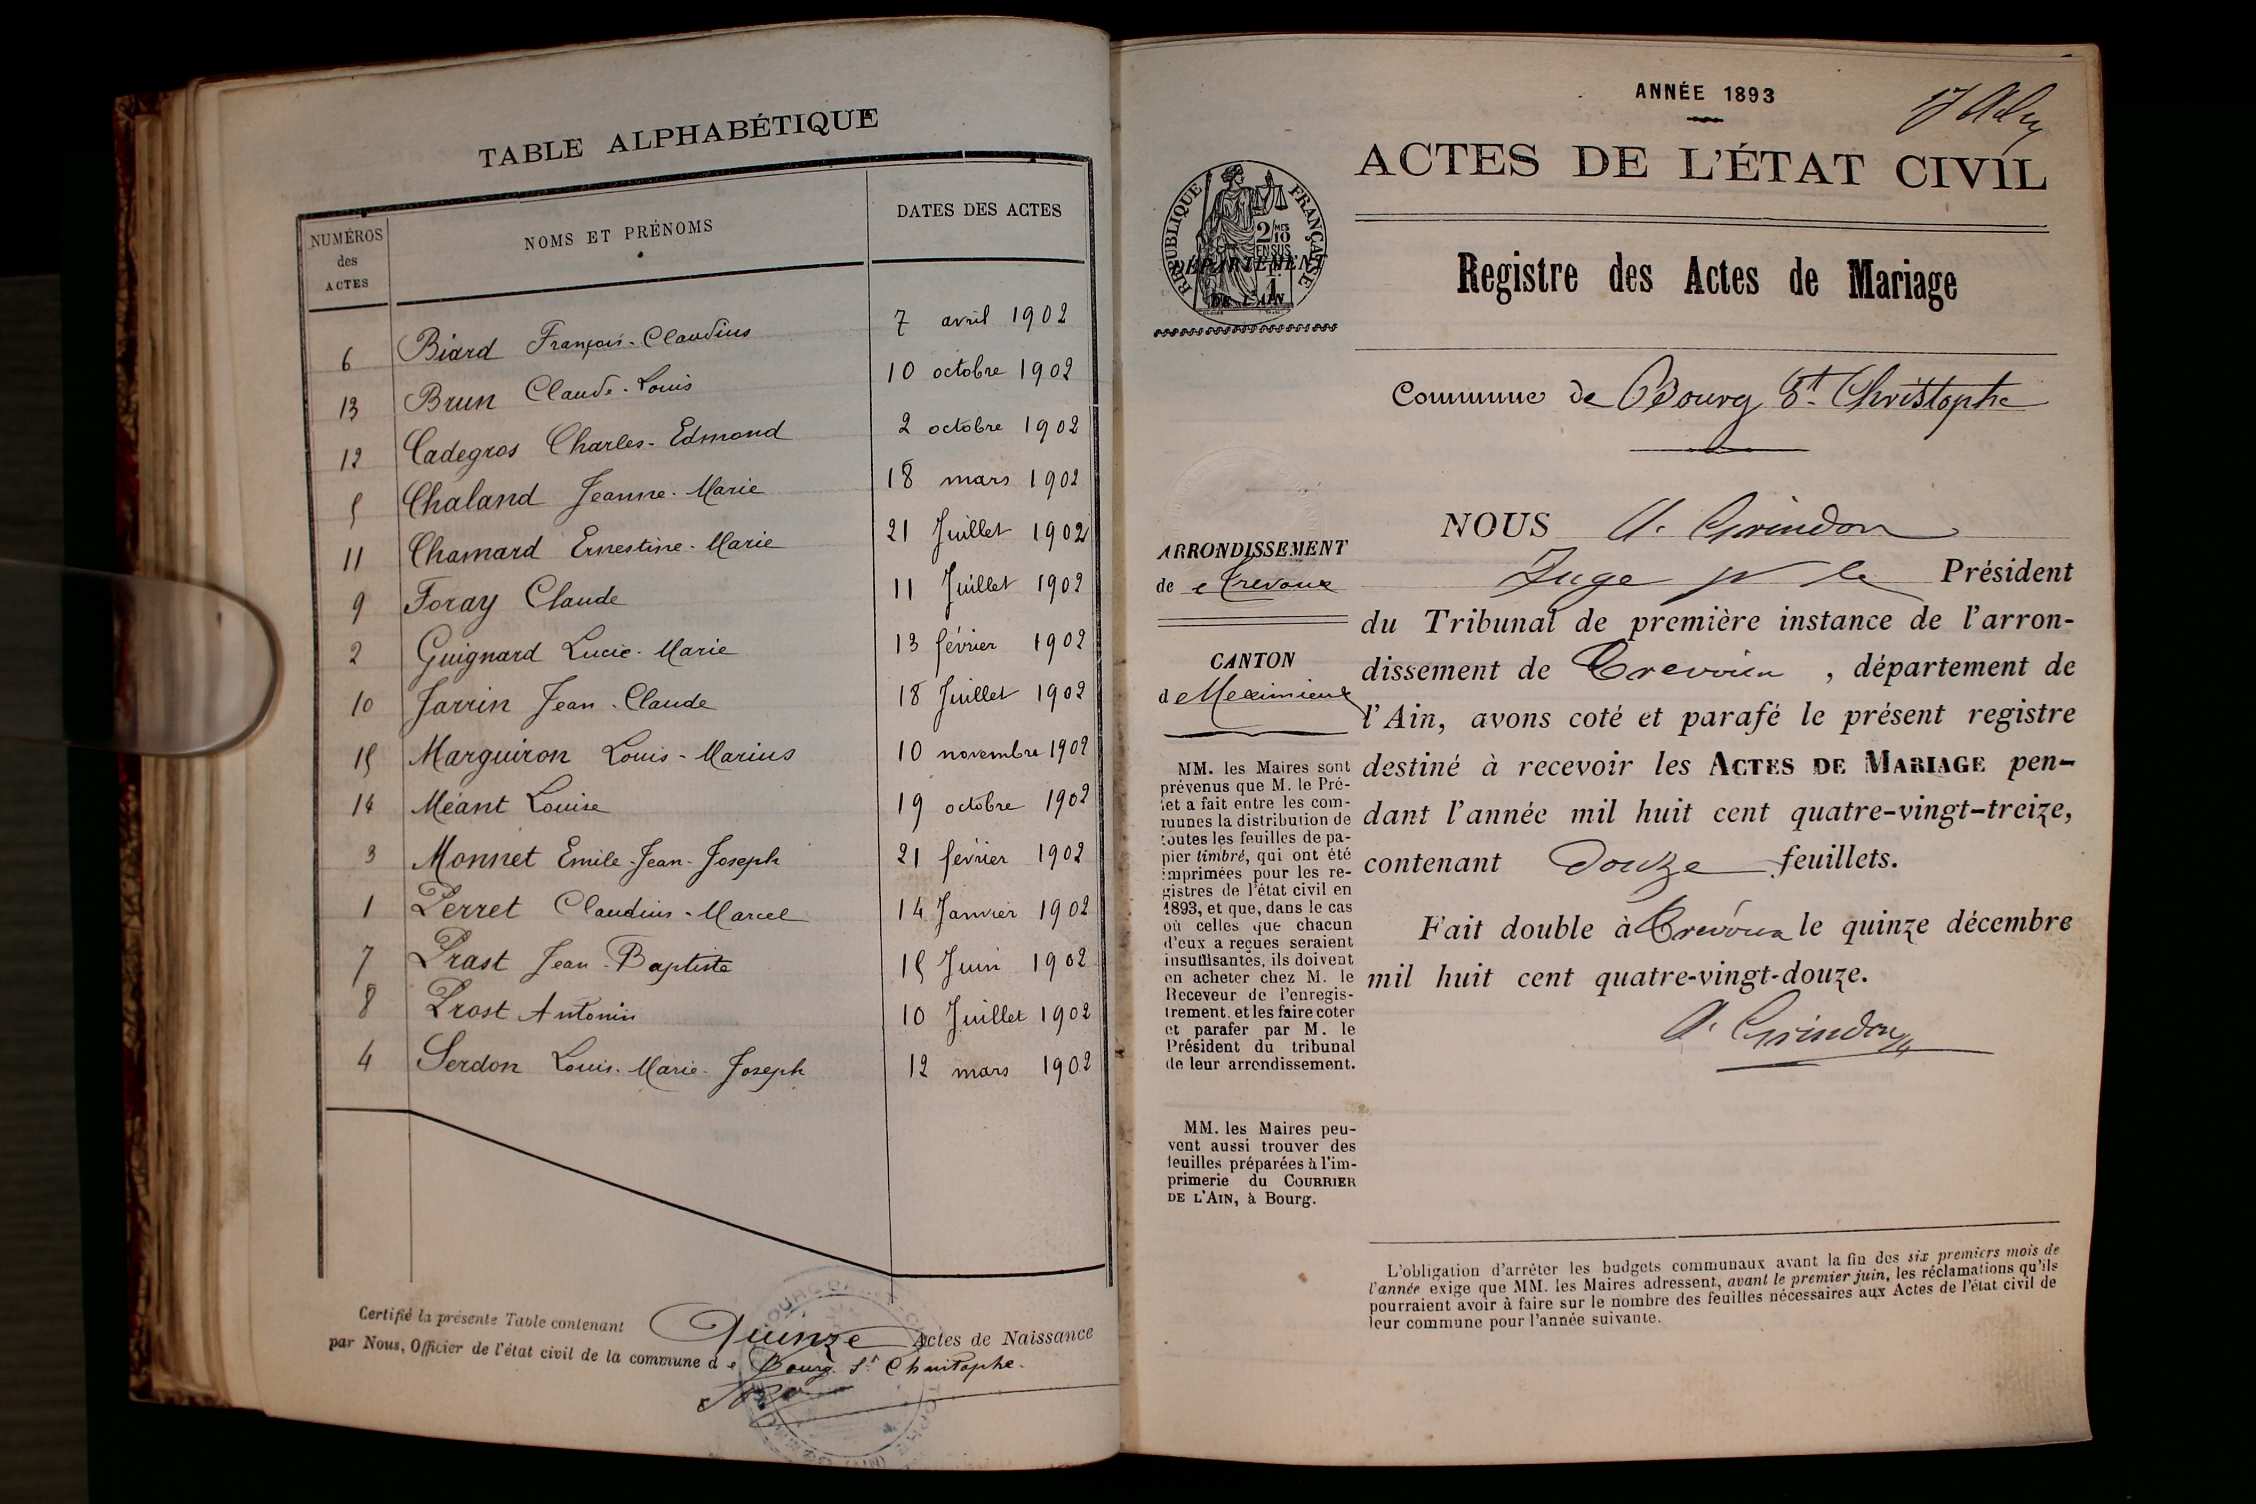 TABLE ALPHABÉTIQUE
NUMÉROS des ACTES
NOMS ET PRÉNOMS
DATES DES ACTES
6 Biard François-Claudius 7 avril 1902
13 Brun Claude-Louis 10 octobre 1902
12 Cadegros Charles-Edmond 2 octobre 1902
5 Chaland Jeanne-Marie 18 mars 1902
11 Chamard Ernestine-Marie 21 Juillet 1902
9 Foray Claude 11 Juillet 1902
2 Guignard Lucie-Marie 13 février 1902
10 Jarrin Jean-Claude 18 Juillet 1902
15 Marguiron Louis-Marius 10 novembre 1902
14 Méant Louise 19 octobre 1902
3 Monnet Emile-Jean-Joseph 21 février 1902
1 Perret Claudius-Marcel 14 Janvier 1902
7 Prast Jean-Baptiste 15 Juin 1902
8 Prost Antonin 10 Juillet 1902
4 Serdon Louis-Marie-Joseph 12 mars 1902
Certifié la présente Table contenant Quinze Actes de Naissance
par Nous, Officier de l'état civil de la commune de Bourg St Christophe.
ANNÉE 1893
ACTES DE L'ÉTAT CIVIL
RÉPUBLIQUE FRANÇAISE
2/10 MES
EN SUS
DÉPARTEMENT
DE L'AIN
Registre des Actes de Mariage
Commune de Bourg St Christophe
ARRONDISSEMENT
de Trevoux
CANTON
de Meximieux
MM. les Maires sont
prévenus que M. le Pré-
fet a fait entre les com-
munes la distribution de
toutes les feuilles de pa-
pier timbré, qui ont été
imprimées pour les re-
gistres de l'état civil en
1893, et que, dans le cas
où celles que chacun
d'eux a reçues seraient
insuffisantes, ils doivent
en acheter chez M. le
Receveur de l'enregis-
trement, et les faire coter
et parafer par M. le
Président du tribunal
de leur arrondissement.
MM. les Maires peu-
vent aussi trouver des
feuilles préparées à l'im-
primerie du COURRIER
DE L'AIN, à Bourg.
NOUS A. Grindon
Juge pr le Président
du Tribunal de première instance de l'arron-
dissement de Trevoux, département de
l'Ain, avons coté et parafé le présent registre
destiné à recevoir les ACTES DE MARIAGE pen-
dant l'année mil huit cent quatre-vingt-treize,
contenant douze feuillets.
Fait double à Trevoux le quinze décembre
mil huit cent quatre-vingt-douze.
A. Grindon
L'obligation d'arrêter les budgets communaux avant la fin des six premiers mois de
l'année exige que MM. les Maires adressent, avant le premier juin, les réclamations qu'ils
pourraient avoir à faire sur le nombre des feuilles nécessaires aux Actes de l'état civil de
leur commune pour l'année suivante.